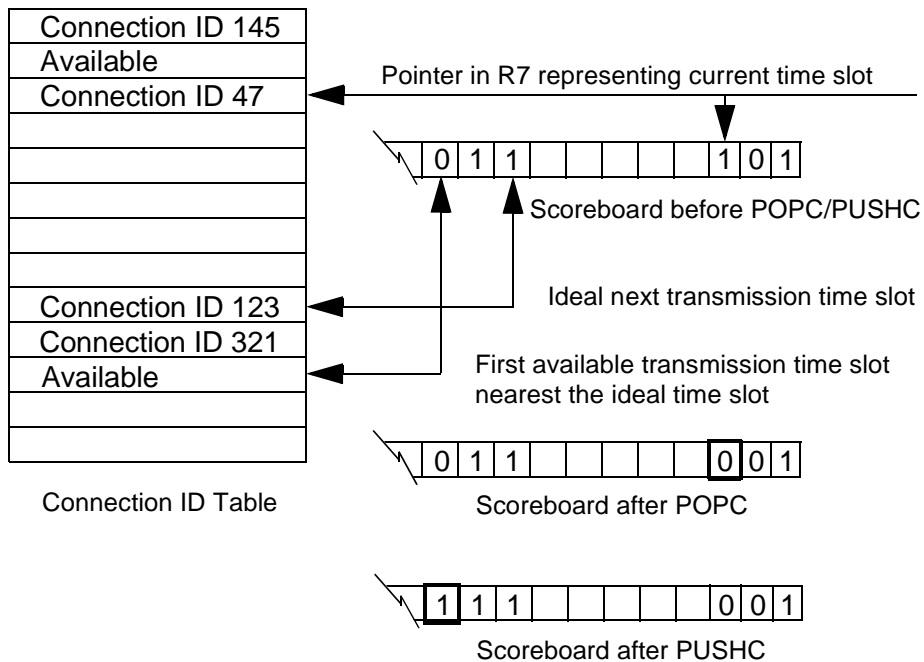 Connection ID 145
Available
Connection ID 47
Connection ID 123
Connection ID 321
Available
Connection ID Table
Pointer in R7 representing current time slot
0 1 1 1 0 1
Scoreboard before POPC/PUSHC
Ideal next transmission time slot
First available transmission time slot
nearest the ideal time slot
0 1 1 0 0 1
Scoreboard after POPC
1 1 1 0 0 1
Scoreboard after PUSHC